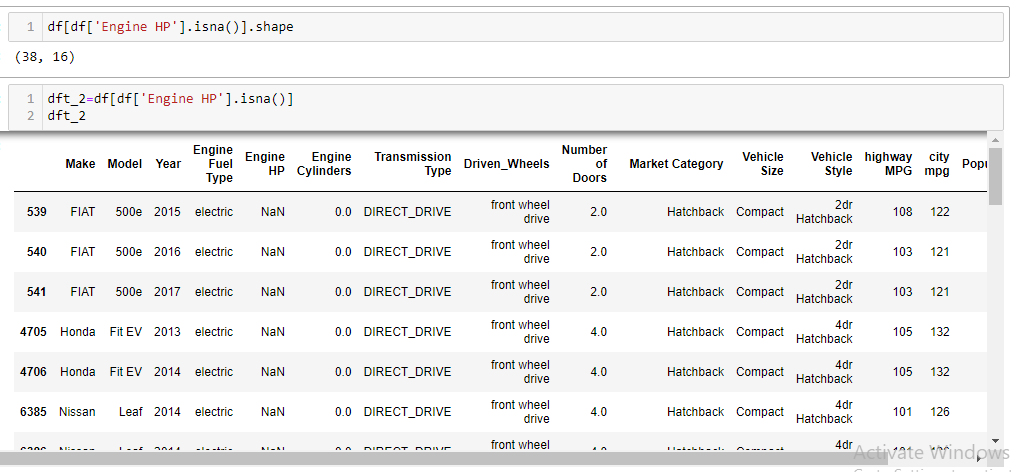 1 df[df['Engine HP'].isna()].shape
(38, 16)
1 dft_2=df[df['Engine HP'].isna()]
2 dft_2
Make Model Year Engine Fuel Type Engine HP Engine Cylinders Transmission Type Driven_Wheels Number of Doors Market Category Vehicle Size Vehicle Style highway MPG city mpg
539 FIAT 500e 2015 electric NaN 0.0 DIRECT_DRIVE front wheel drive 2.0 Hatchback Compact 2dr Hatchback 108 122
540 FIAT 500e 2016 electric NaN 0.0 DIRECT_DRIVE front wheel drive 2.0 Hatchback Compact 2dr Hatchback 103 121
541 FIAT 500e 2017 electric NaN 0.0 DIRECT_DRIVE front wheel drive 2.0 Hatchback Compact 2dr Hatchback 103 121
4705 Honda Fit EV 2013 electric NaN 0.0 DIRECT_DRIVE front wheel drive 4.0 Hatchback Compact 4dr Hatchback 105 132
4706 Honda Fit EV 2014 electric NaN 0.0 DIRECT_DRIVE front wheel drive 4.0 Hatchback Compact 4dr Hatchback 105 132
6385 Nissan Leaf 2014 electric NaN 0.0 DIRECT_DRIVE front wheel drive 4.0 Hatchback Compact 4dr Hatchback 101 126
front wheel 4dr
Activate Windows